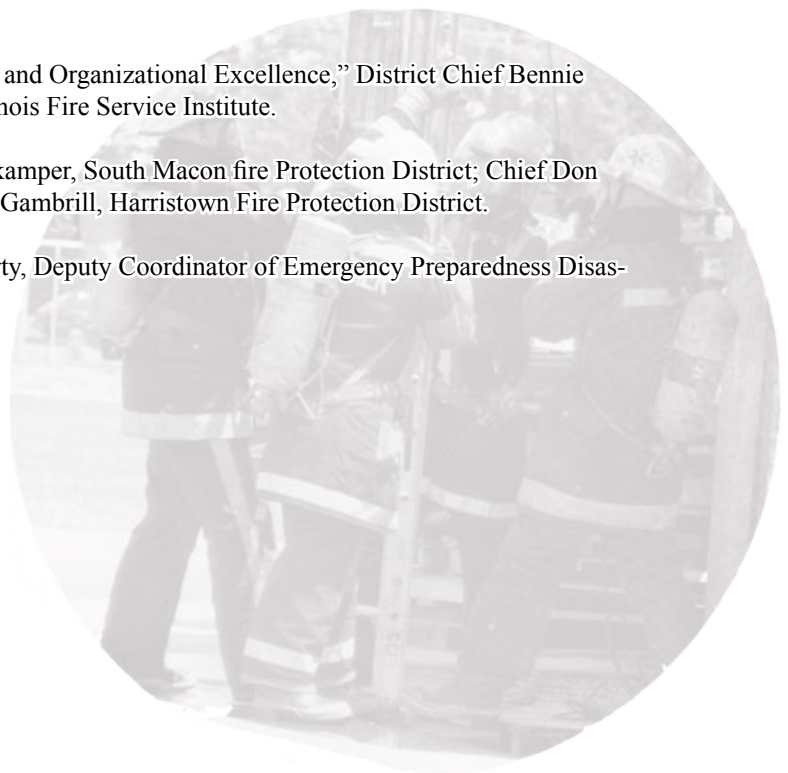 and Organizational Excellence,” District Chief Bennie
nois Fire Service Institute.
kamper, South Macon fire Protection District; Chief Don
Gambrill, Harristown Fire Protection District.
rty, Deputy Coordinator of Emergency Preparedness Disas-